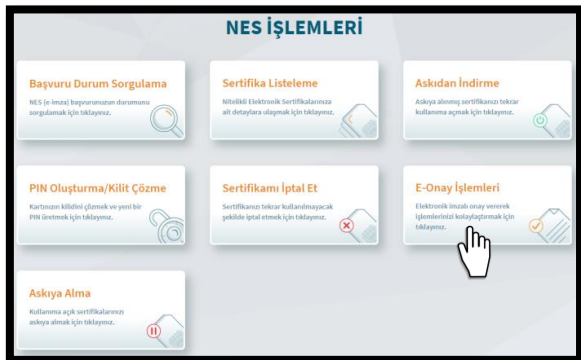 NES İŞLEMLERİ
Başvuru Durum Sorgulama
NES (e-imza) başvurunuzun durumunu
sorgulamak için tıklayınız.
Sertifika Listeleme
Nitelikli Elektronik Sertifikalarınıza
ait detaylara ulaşmak için tıklayınız.
Askıdan İndirme
Askıya alınmış sertifikanızı tekrar
kullanıma açmak için tıklayınız.
PIN Oluşturma/Kilit Çözme
Kartınızın kilidini çözmek ve yeni bir
PIN üretmek için tıklayınız.
Sertifikamı İptal Et
Sertifikanızı tekrar kullanılmayacak
şekilde iptal etmek için tıklayınız.
E-Onay İşlemleri
Elektronik imzalı onay vererek
işlemlerinizi kolaylaştırmak için
tıklayınız.
Askıya Alma
Kullanıma açık sertifikalarınızı
askıya almak için tıklayınız.